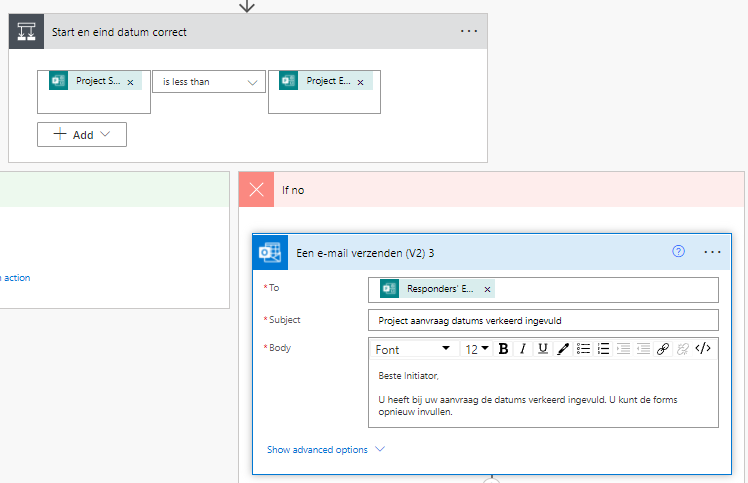 Start en eind datum correct
Project S... x is less than Project E... x
Add
If no
Een e-mail verzenden (V2) 3
action
*To Responders' E... x
*Subject Project aanvraag datums verkeerd ingevuld
*Body Font 12 B I U </>
Beste Initiator,
U heeft bij uw aanvraag de datums verkeerd ingevuld. U kunt de forms
opnieuw invullen.
Show advanced options